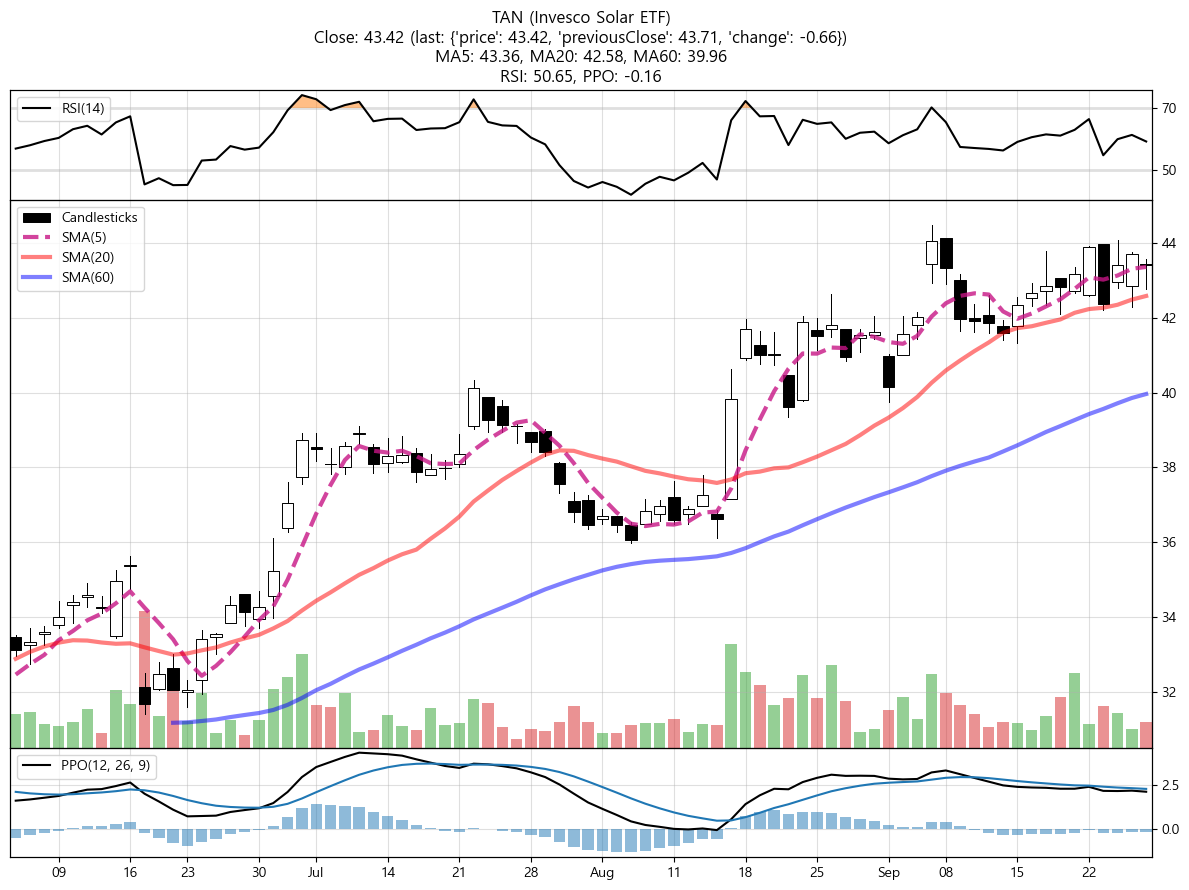 TAN (Invesco Solar ETF)
Close: 43.42 (last: {'price': 43.42, 'previousClose': 43.71, 'change': -0.66})
MA5: 43.36, MA20: 42.58, MA60: 39.96
RSI: 50.65, PPO: -0.16
RSI(14)
70
50
Candlesticks
SMA(5)
SMA(20)
SMA(60)
44
42
40
38
36
34
32
PPO(12, 26, 9)
2.5
0.0
09 16 23 30 Jul 14 21 28 Aug 11 18 25 Sep 08 15 22